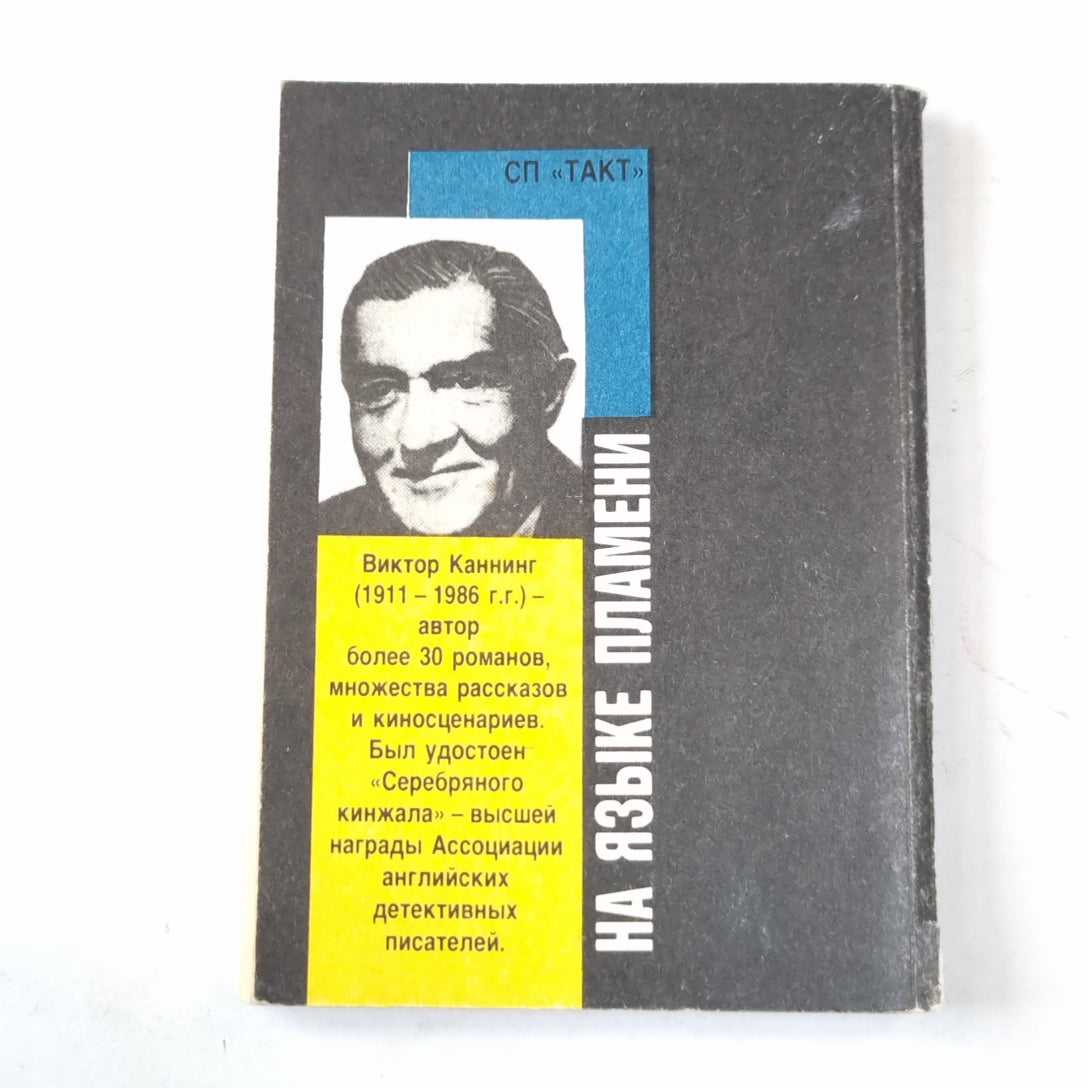 СП «ТАКТ»
Виктор Каннинг
(1911 – 1986 г.г.) –
автор
более 30 романов,
множества рассказов
и киносценариев.
Был удостоен
«Серебряного
кинжала» – высшей
награды Ассоциации
английских
детективных
писателей.
НА ЯЗЫКЕ ПЛАМЕНИ